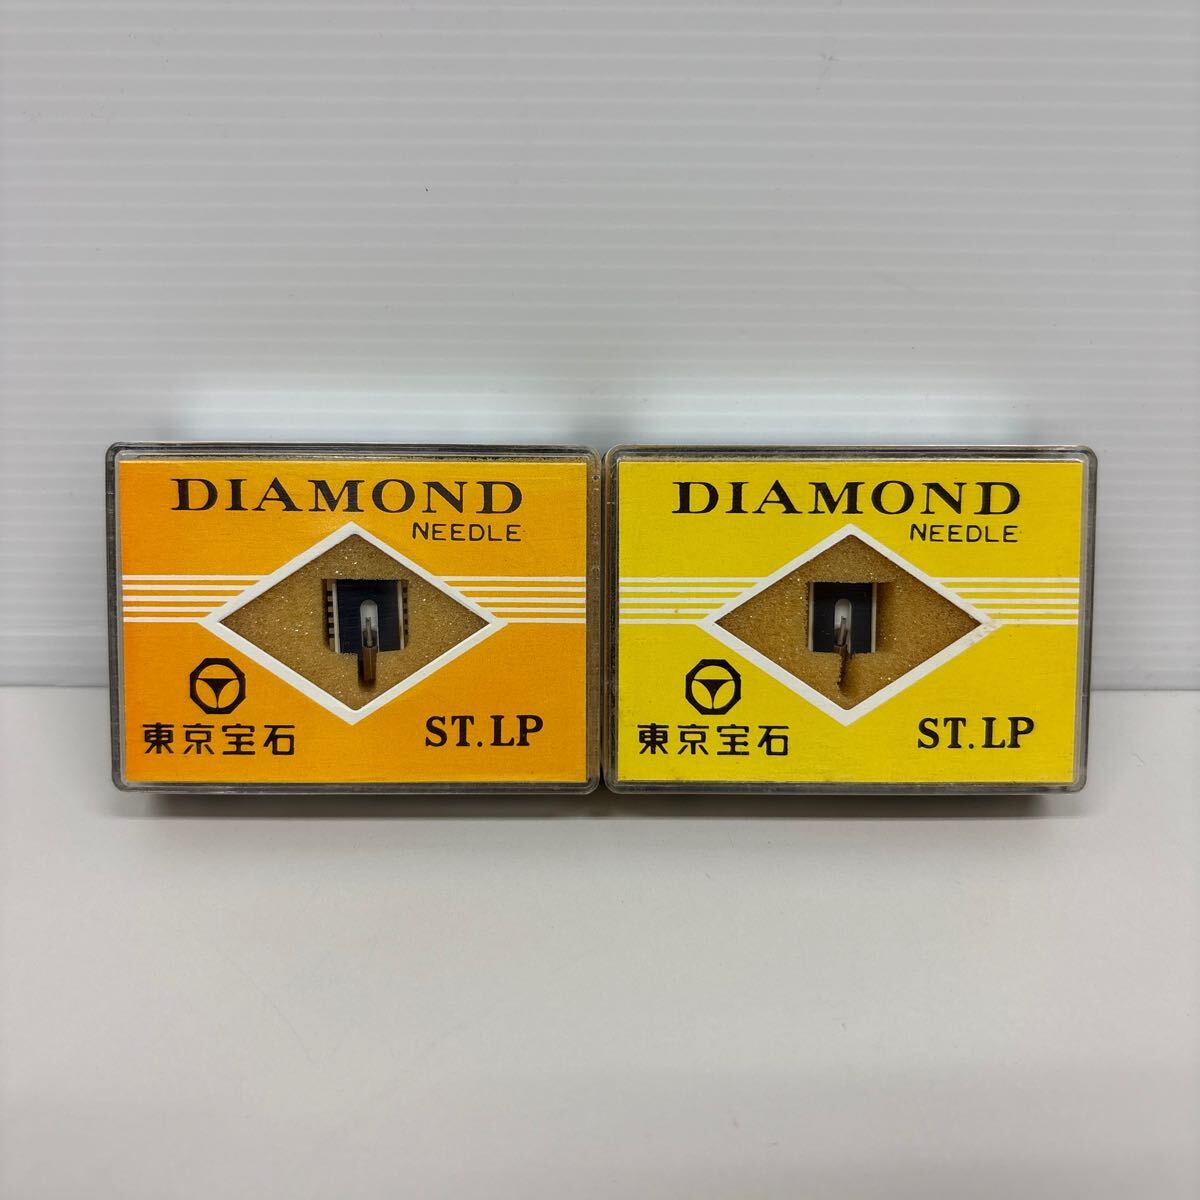 DIAMOND
NEEDLE
東京宝石
ST.LP
DIAMOND
NEEDLE
東京宝石
ST.LP